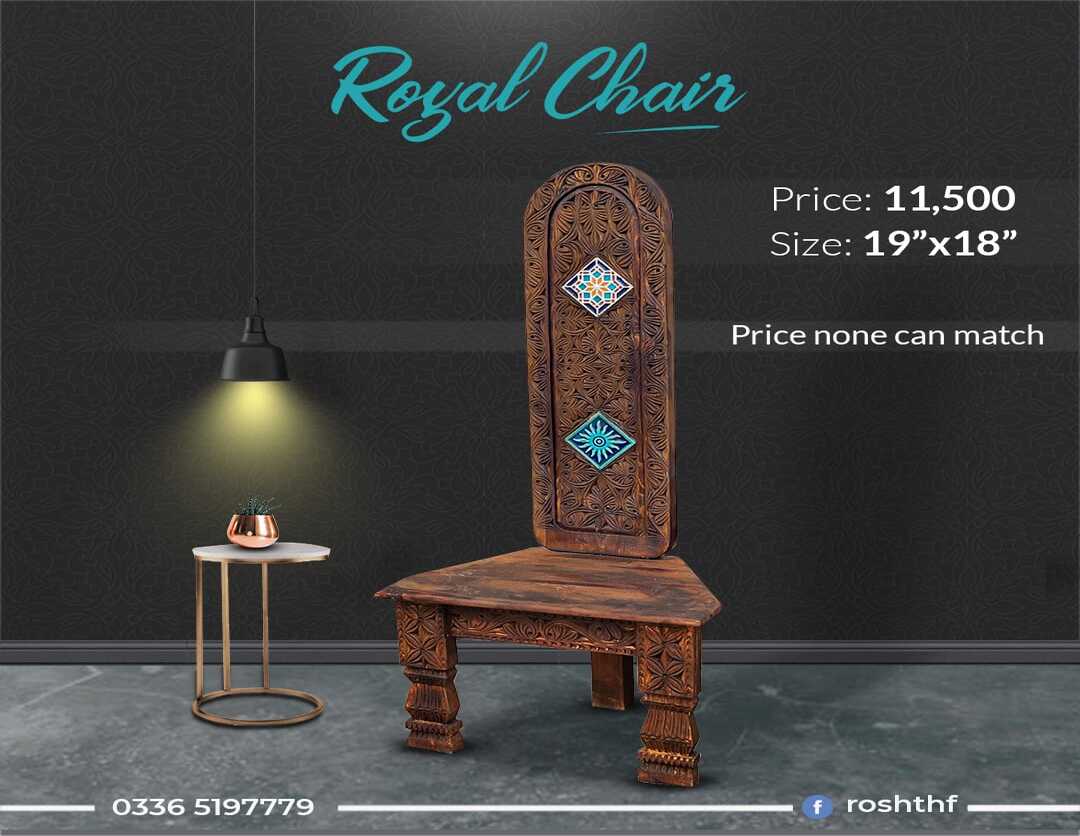 Royal Chair
Price: 11,500
Size: 19”x18”
Price none can match
0336 5197779
f roshthf